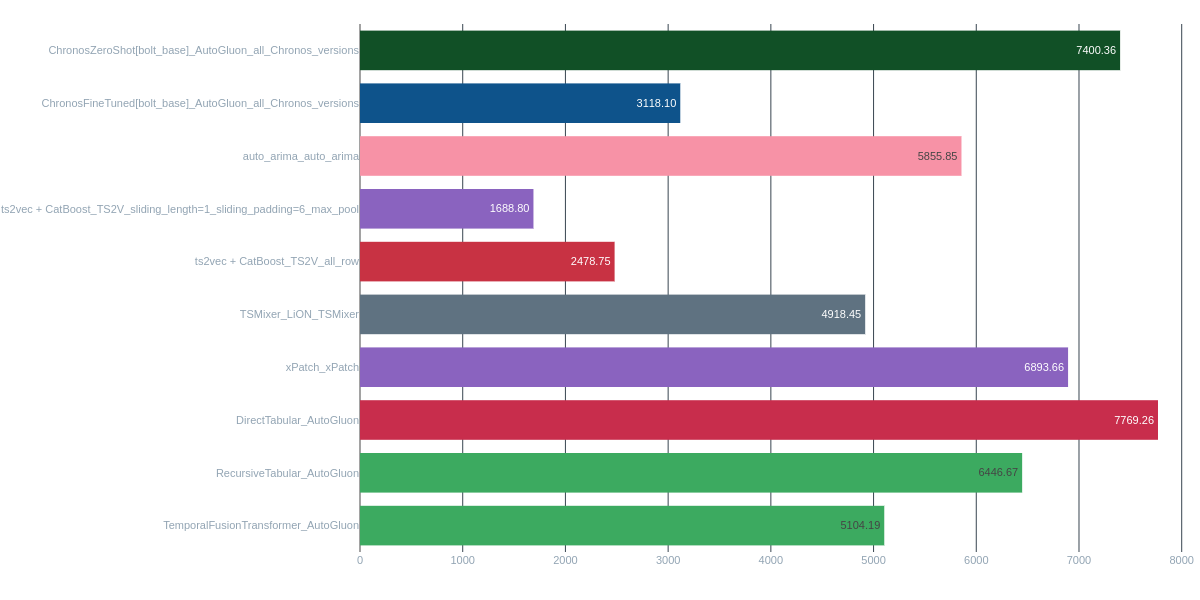 ChronosZeroShot[bolt_base]_AutoGluon_all_Chronos_versions 7400.36
ChronosFineTuned[bolt_base]_AutoGluon_all_Chronos_versions 3118.10
auto_arima_auto_arima 5855.85
ts2vec + CatBoost_TS2V_sliding_length=1_sliding_padding=6_max_pool 1688.80
ts2vec + CatBoost_TS2V_all_row 2478.75
TSMixer_LiON_TSMixer 4918.45
xPatch_xPatch 6893.66
DirectTabular_AutoGluon 7769.26
RecursiveTabular_AutoGluon 6446.67
TemporalFusionTransformer_AutoGluon 5104.19
0 1000 2000 3000 4000 5000 6000 7000 8000